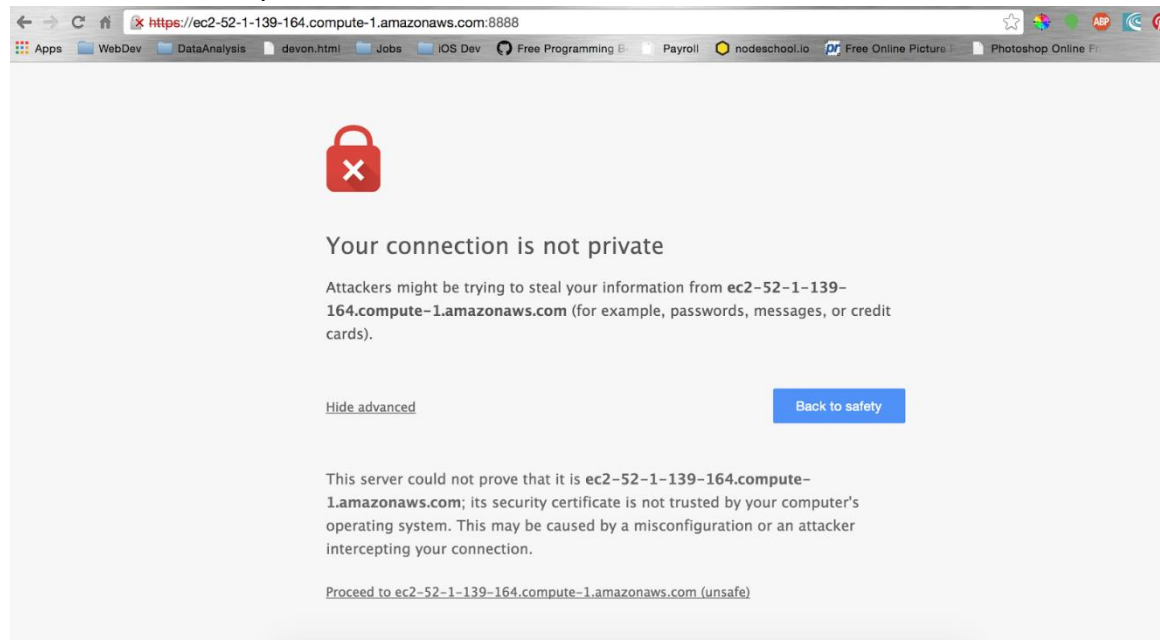 https://ec2-52-1-139-164.compute-1.amazonaws.com:8888
ABP
Apps WebDev DataAnalysis devon.html Jobs iOS Dev Free Programming B Payroll nodeschool.io pr Free Online Picture Photoshop Online Fr
Your connection is not private
Attackers might be trying to steal your information from ec2-52-1-139-
164.compute-1.amazonaws.com (for example, passwords, messages, or credit
cards).
Hide advanced Back to safety
This server could not prove that it is ec2-52-1-139-164.compute-
1.amazonaws.com; its security certificate is not trusted by your computer's
operating system. This may be caused by a misconfiguration or an attacker
intercepting your connection.
Proceed to ec2-52-1-139-164.compute-1.amazonaws.com (unsafe)